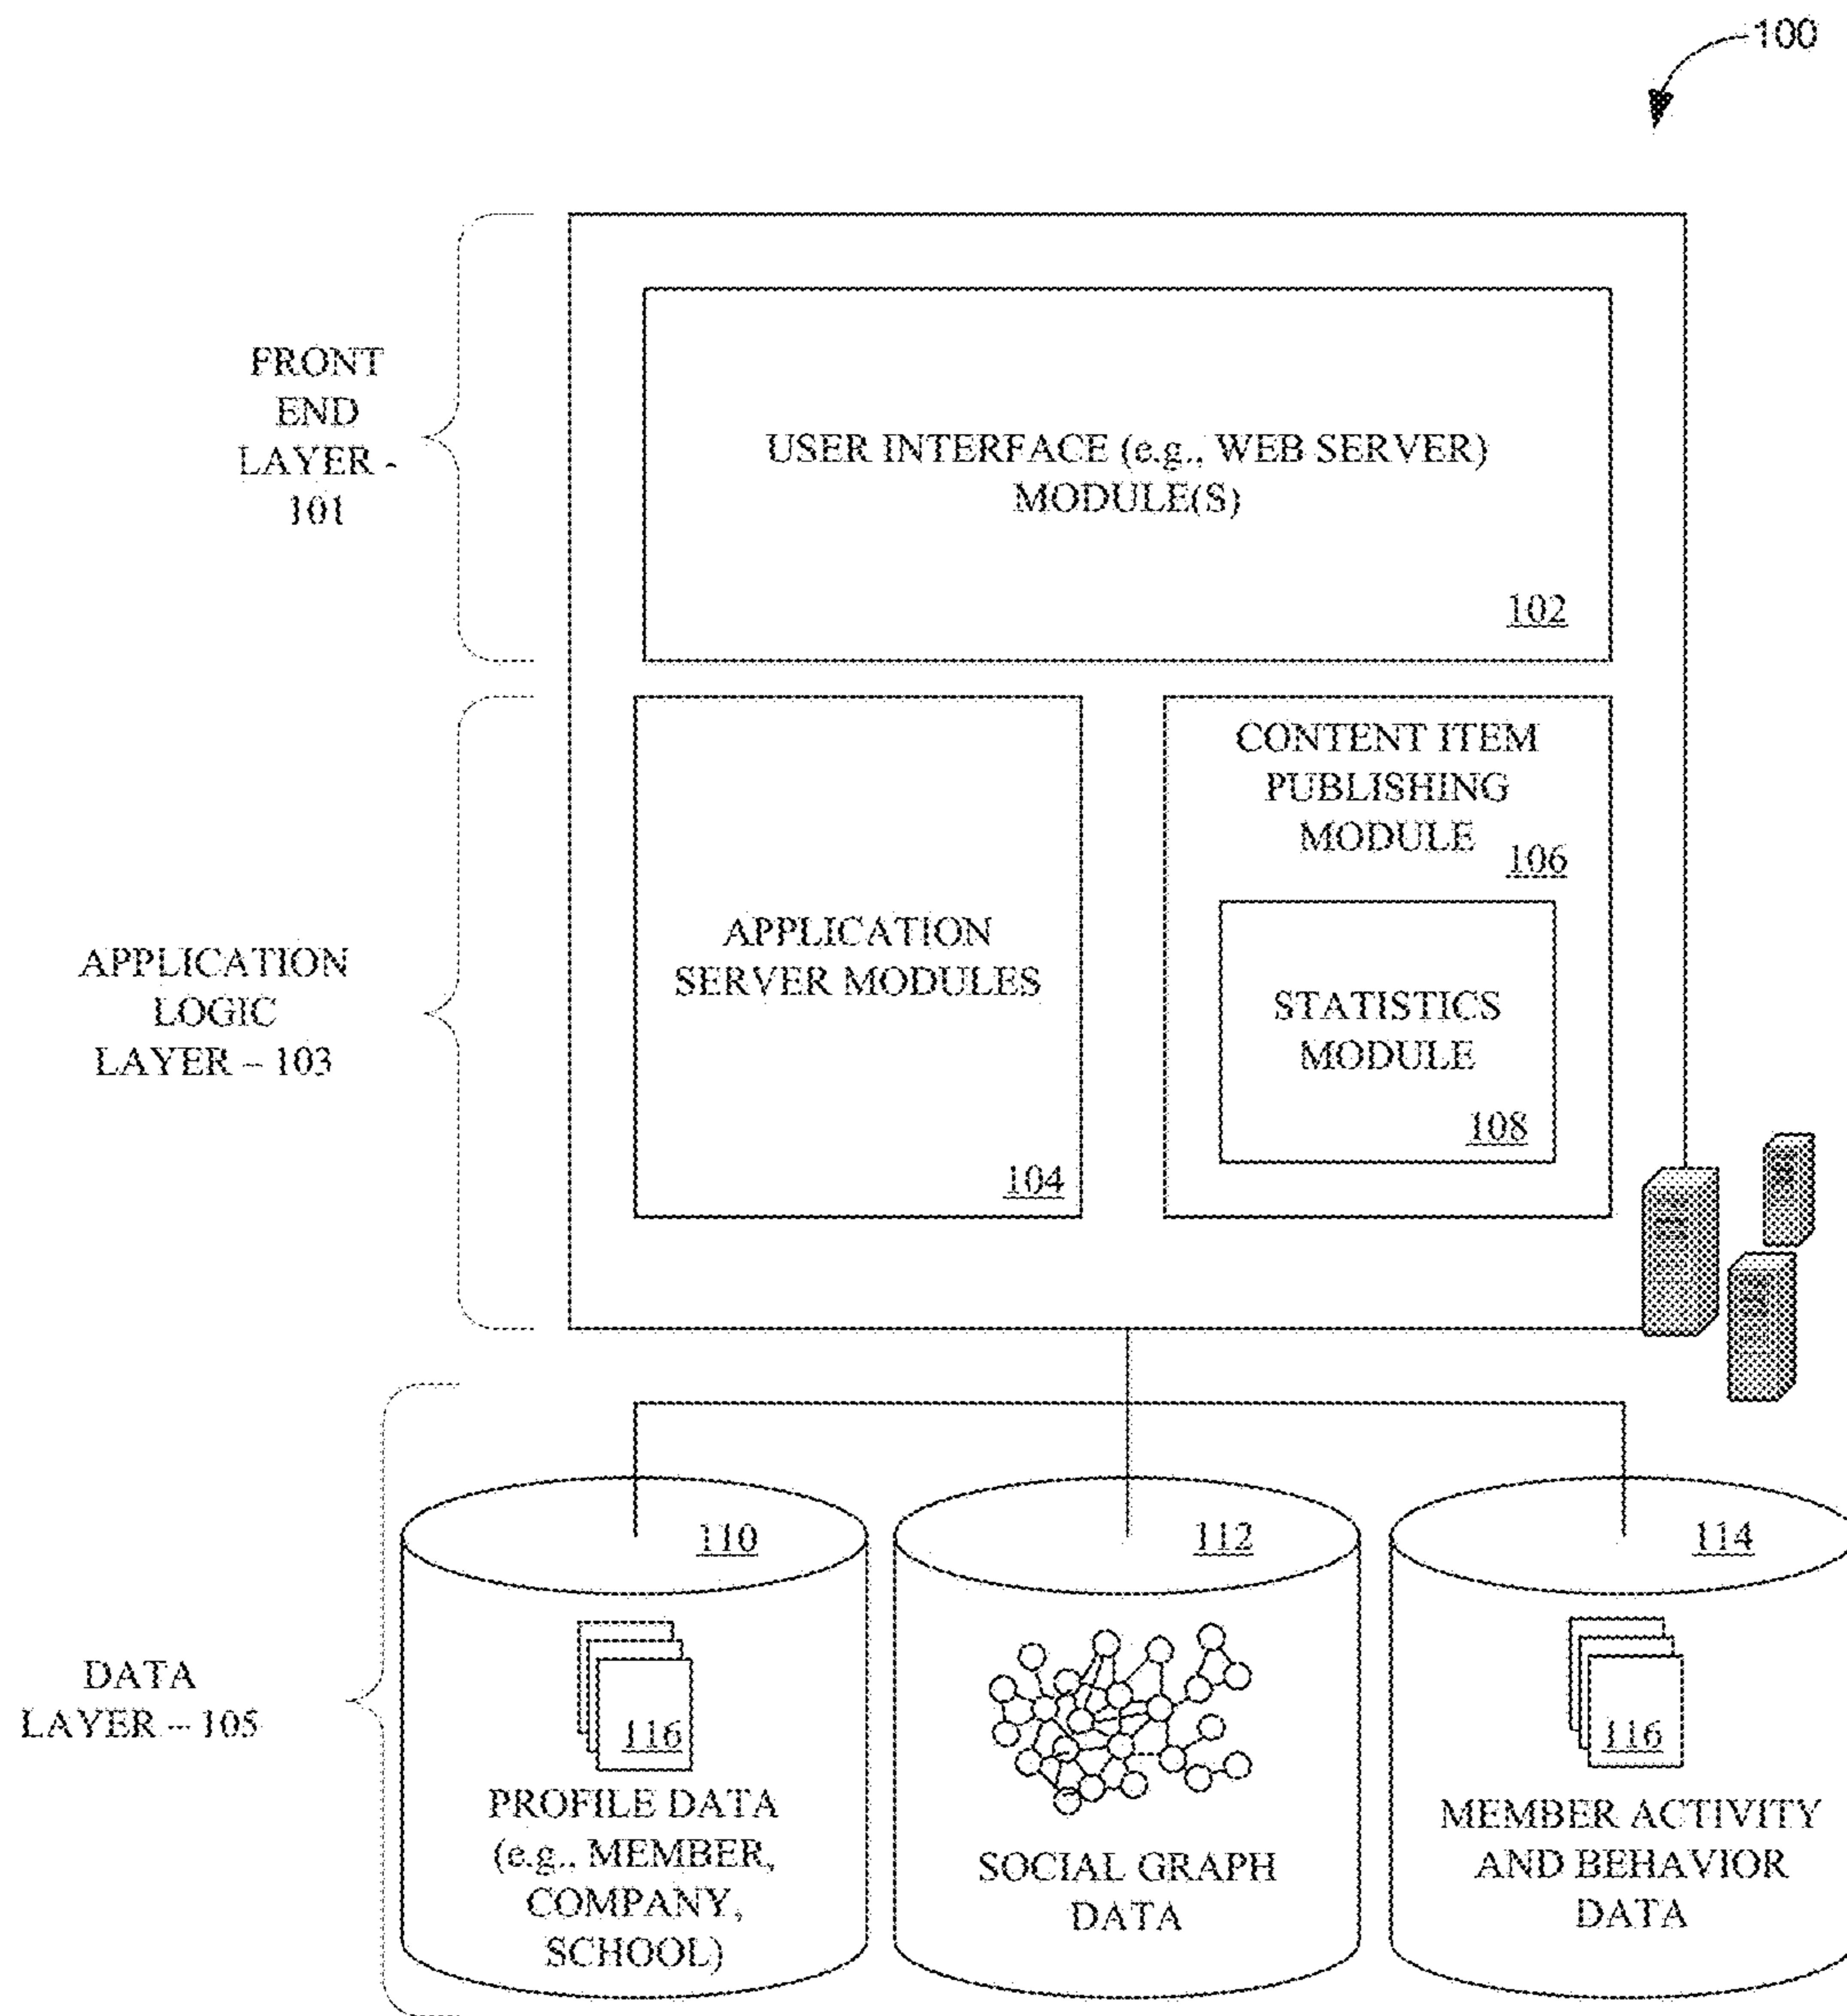 100
FRONT
END
LAYER -
101
USER INTERFACE (e.g., WEB SERVER)
MODULE(S)
102
APPLICATION
LOGIC
LAYER – 103
APPLICATION
SERVER MODULES
104
CONTENT ITEM
PUBLISHING
MODULE
106
STATISTICS
MODULE
108
DATA
LAYER – 105
110
116
PROFILE DATA
(e.g., MEMBER,
COMPANY,
SCHOOL)
112
SOCIAL GRAPH
DATA
114
116
MEMBER ACTIVITY
AND BEHAVIOR
DATA